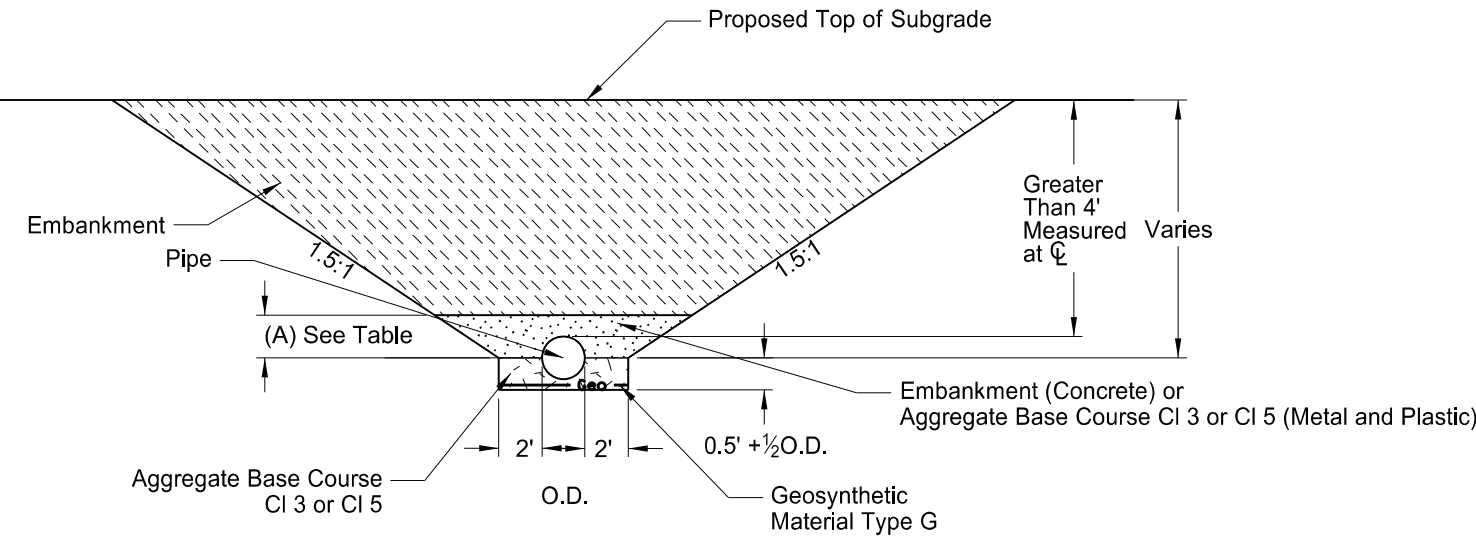 Proposed Top of Subgrade
Greater
Than 4'
Measured
at ℄
Varies
Embankment
1.5:1
1.5:1
Pipe
(A) See Table
Geo
Embankment (Concrete) or
Aggregate Base Course Cl 3 or Cl 5 (Metal and Plastic)
2'
2'
0.5' +½O.D.
Aggregate Base Course
Cl 3 or Cl 5
O.D.
Geosynthetic
Material Type G